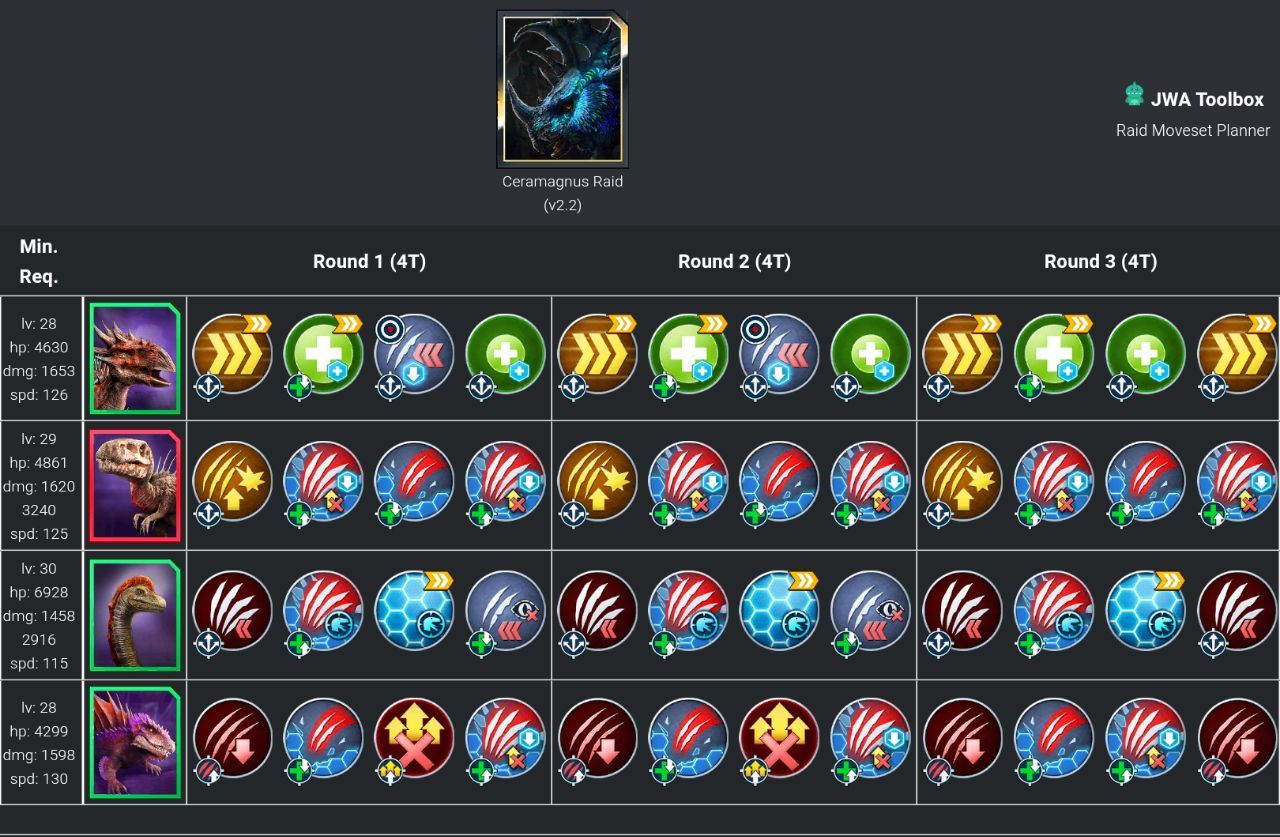 JWA Toolbox
Raid Moveset Planner
Ceramagnus Raid
(v2.2)
Min.
Req.
Round 1 (4T)
Round 2 (4T)
Round 3 (4T)
lv: 28
hp: 4630
dmg: 1653
spd: 126
lv: 29
hp: 4861
dmg: 1620
3240
spd: 125
lv: 30
hp: 6928
dmg: 1458
2916
spd: 115
lv: 28
hp: 4299
dmg: 1598
spd: 130